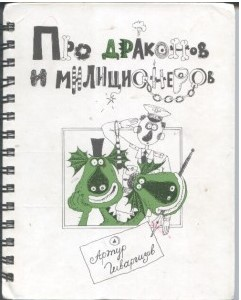 Про драконов
и милиционеров
Артур
Гиваргизов